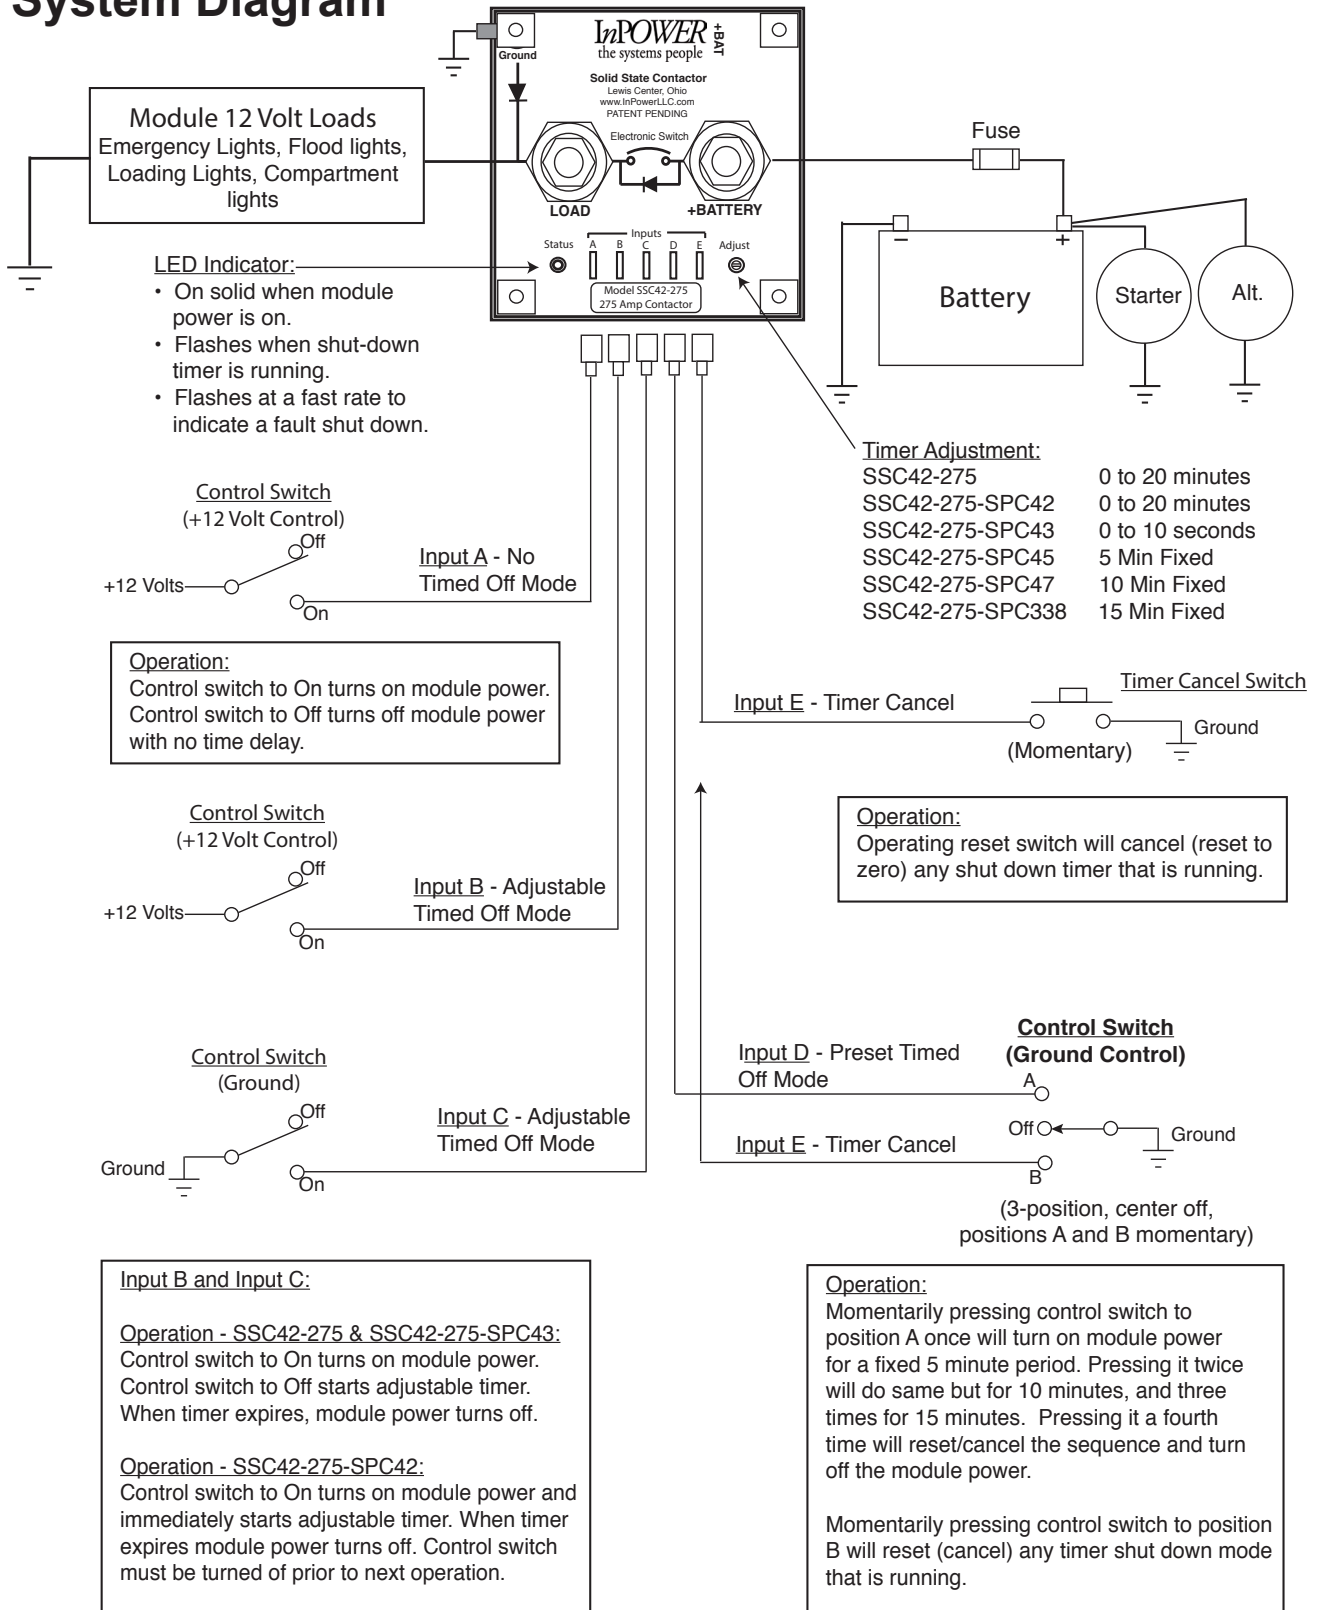 System Diagram
InPOWER
the systems people
+BAT
Ground
Solid State Contactor
Lewis Center, Ohio
www.InPowerLLC.com
PATENT PENDING
Electronic Switch
LOAD
+BATTERY
Inputs
Status
A
B
C
D
E
Adjust
Model SSC42-275
275 Amp Contactor
Module 12 Volt Loads
Emergency Lights, Flood lights,
Loading Lights, Compartment
lights
Fuse
–
+
Battery
Starter
Alt.
LED Indicator:
• On solid when module
power is on.
• Flashes when shut-down
timer is running.
• Flashes at a fast rate to
indicate a fault shut down.
Timer Adjustment:
SSC42-275 0 to 20 minutes
SSC42-275-SPC42 0 to 20 minutes
SSC42-275-SPC43 0 to 10 seconds
SSC42-275-SPC45 5 Min Fixed
SSC42-275-SPC47 10 Min Fixed
SSC42-275-SPC338 15 Min Fixed
Control Switch
(+12 Volt Control)
Off
+12 Volts
On
Input A - No
Timed Off Mode
Operation:
Control switch to On turns on module power.
Control switch to Off turns off module power
with no time delay.
Input E - Timer Cancel
Timer Cancel Switch
Ground
(Momentary)
Operation:
Operating reset switch will cancel (reset to
zero) any shut down timer that is running.
Control Switch
(+12 Volt Control)
Off
+12 Volts
On
Input B - Adjustable
Timed Off Mode
Control Switch
(Ground)
Off
Ground
On
Input C - Adjustable
Timed Off Mode
Input D - Preset Timed
Off Mode
Control Switch
(Ground Control)
A
Off
Ground
Input E - Timer Cancel
B
(3-position, center off,
positions A and B momentary)
Input B and Input C:
Operation - SSC42-275 & SSC42-275-SPC43:
Control switch to On turns on module power.
Control switch to Off starts adjustable timer.
When timer expires, module power turns off.
Operation - SSC42-275-SPC42:
Control switch to On turns on module power and
immediately starts adjustable timer. When timer
expires module power turns off. Control switch
must be turned of prior to next operation.
Operation:
Momentarily pressing control switch to
position A once will turn on module power
for a fixed 5 minute period. Pressing it twice
will do same but for 10 minutes, and three
times for 15 minutes. Pressing it a fourth
time will reset/cancel the sequence and turn
off the module power.
Momentarily pressing control switch to position
B will reset (cancel) any timer shut down mode
that is running.